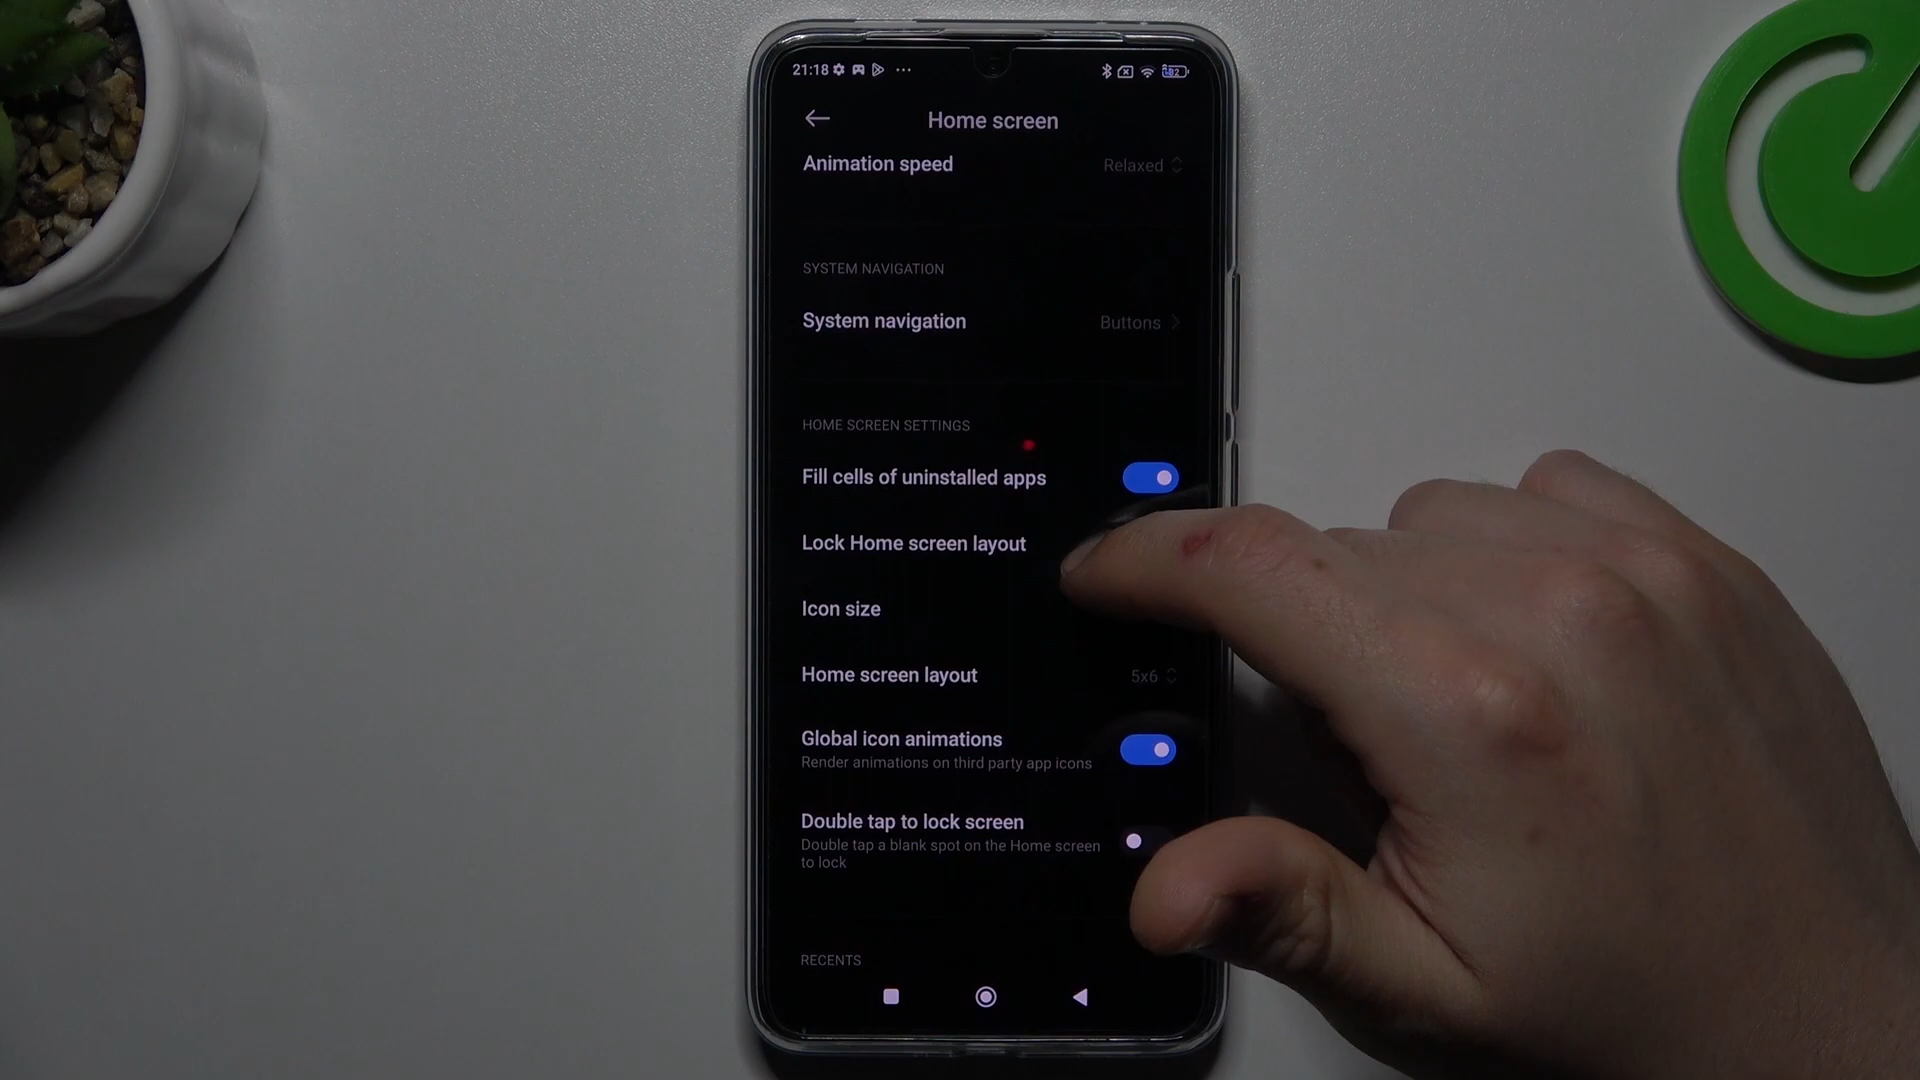 21:18
82
Home screen
Animation speed
Relaxed
SYSTEM NAVIGATION
System navigation
Buttons
HOME SCREEN SETTINGS
Fill cells of uninstalled apps
Lock Home screen layout
Icon size
Home screen layout
5x6
Global icon animations
Render animations on third party app icons
Double tap to lock screen
Double tap a blank spot on the Home screen
to lock
RECENTS